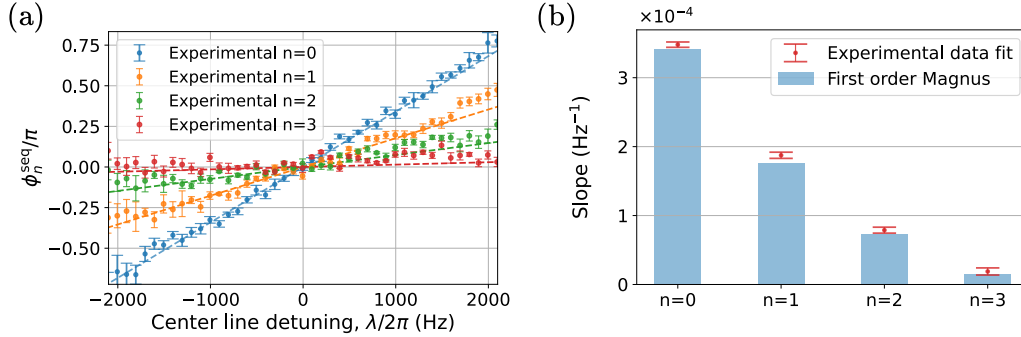 (a)
0.75
0.50
0.25
0.00
−0.25
−0.50
ϕₙˢᵉᑫ/π
Experimental n=0
Experimental n=1
Experimental n=2
Experimental n=3
−2000 −1000 0 1000 2000
Center line detuning, λ/2π (Hz)
(b)
×10⁻⁴
3
2
1
0
Slope (Hz⁻¹)
Experimental data fit
First order Magnus
n=0 n=1 n=2 n=3